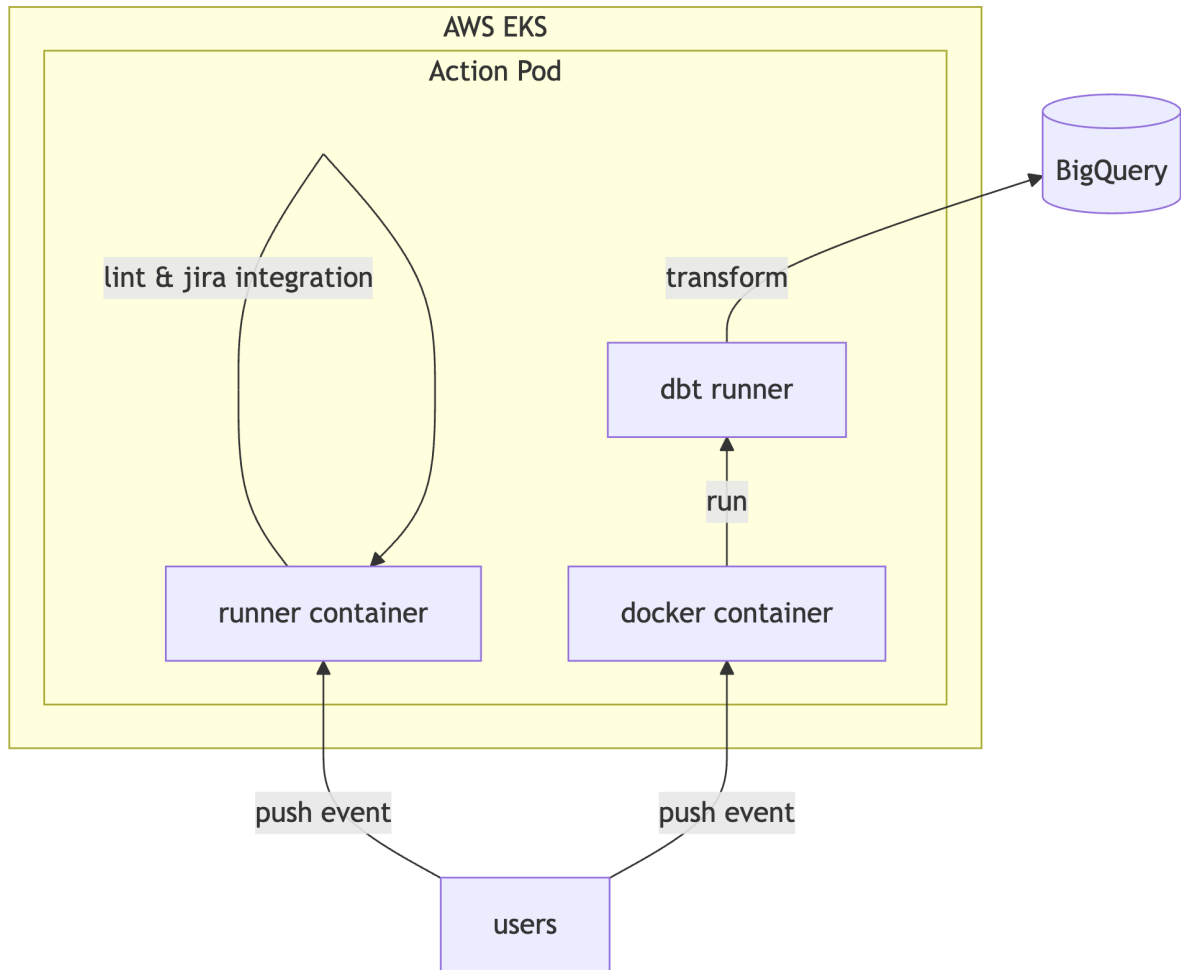 AWS EKS
Action Pod
BigQuery
lint & jira integration
transform
dbt runner
run
runner container
docker container
push event
push event
users